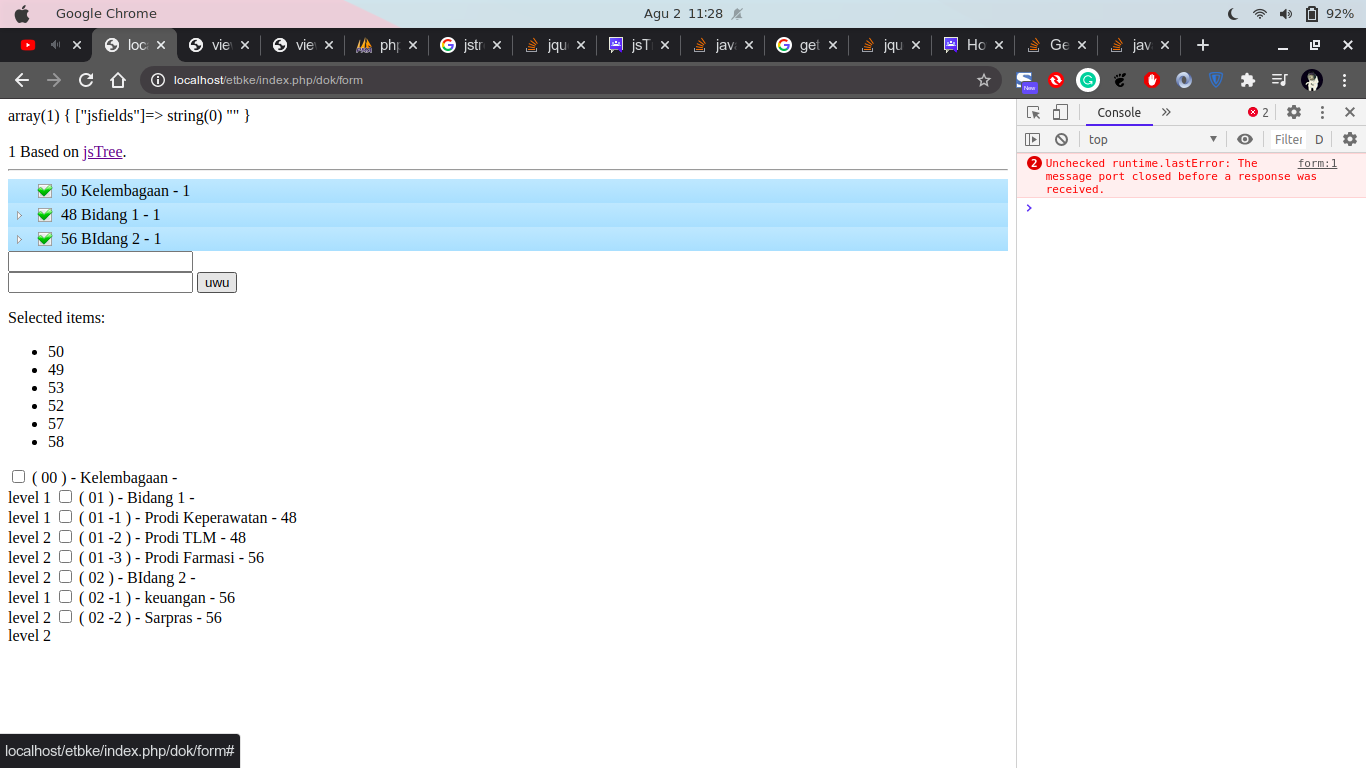 Google Chrome Agu 2 11:28 92%
loc view view php jstr jqu jsT java get jqu Ho Ge java
localhost/etbke/index.php/dok/form New
array(1) { ["jsfields"]=> string(0) "" }
1 Based on jsTree.
50 Kelembagaan - 1
48 Bidang 1 - 1
56 BIdang 2 - 1
uwu
Selected items:
50
49
53
52
57
58
( 00 ) - Kelembagaan -
level 1 ( 01 ) - Bidang 1 -
level 1 ( 01 -1 ) - Prodi Keperawatan - 48
level 2 ( 01 -2 ) - Prodi TLM - 48
level 2 ( 01 -3 ) - Prodi Farmasi - 56
level 2 ( 02 ) - BIdang 2 -
level 1 ( 02 -1 ) - keuangan - 56
level 2 ( 02 -2 ) - Sarpras - 56
level 2
localhost/etbke/index.php/dok/form#
Console » 2
top Filter D
2 Unchecked runtime.lastError: The form:1
message port closed before a response was
received.